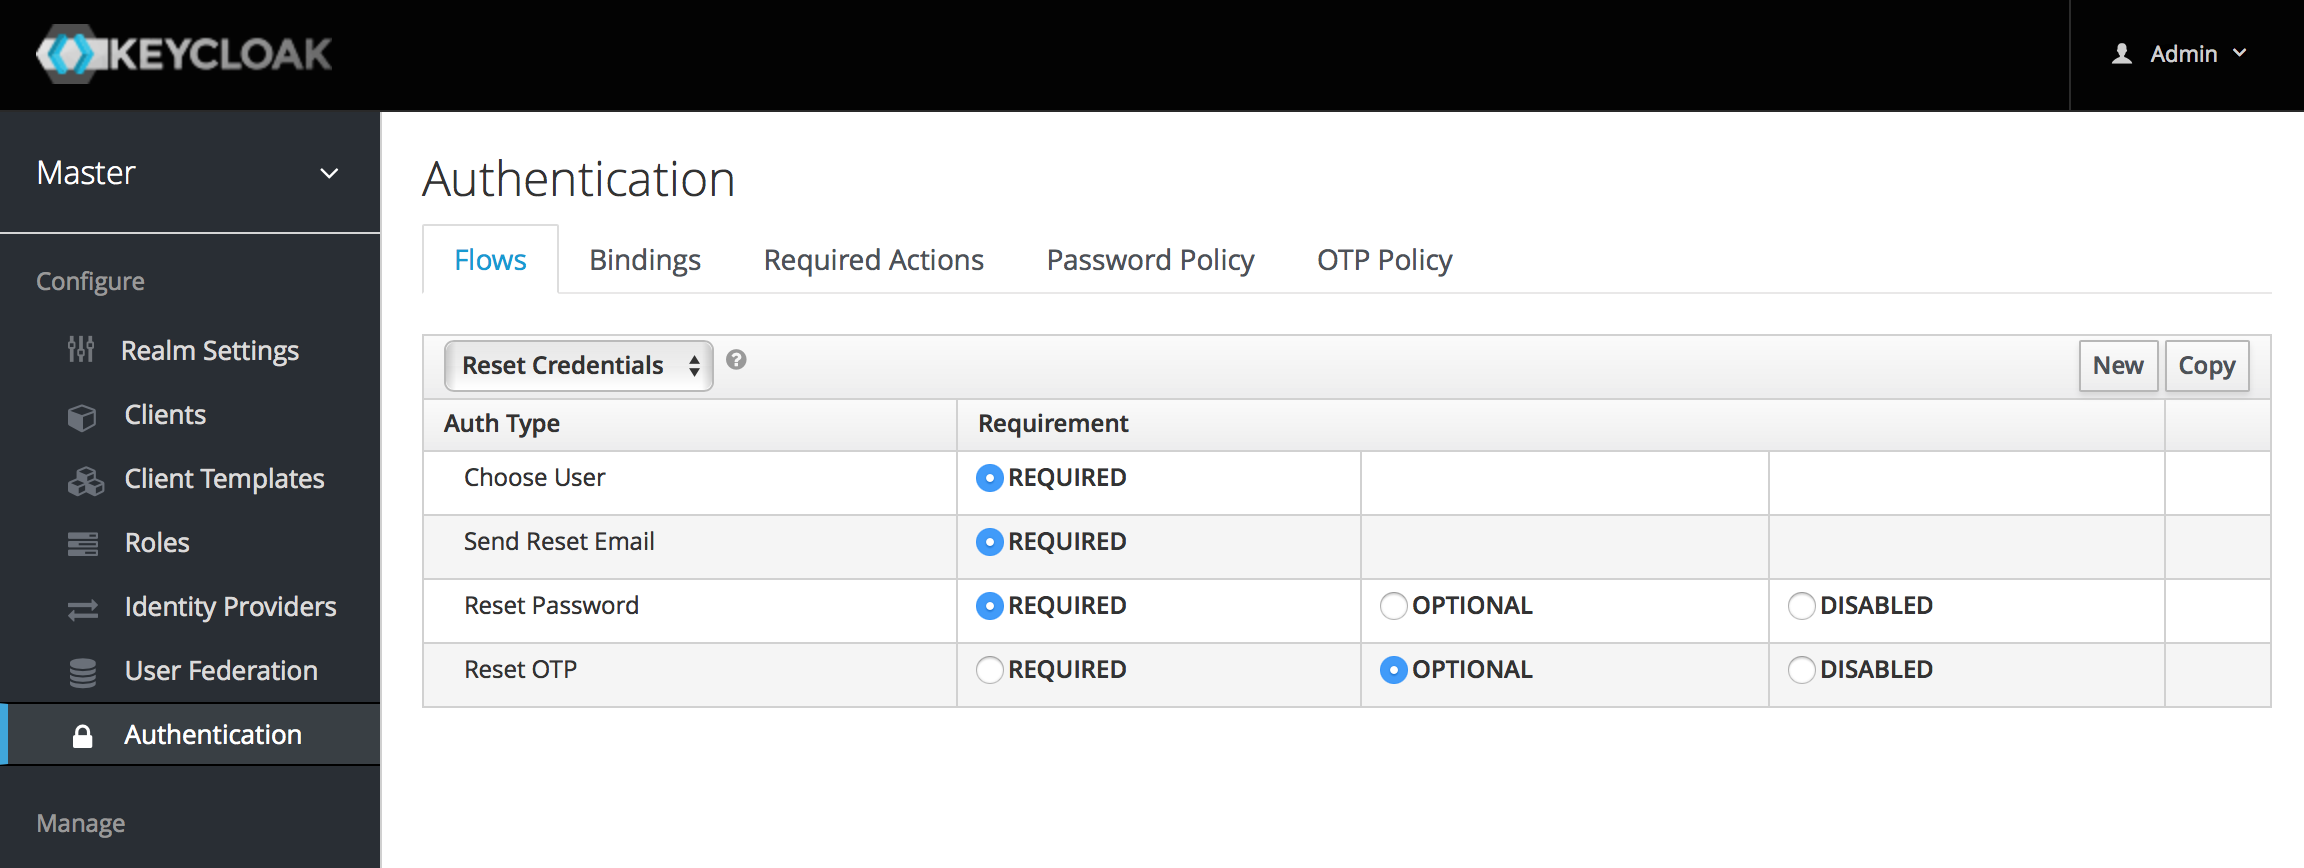 KEYCLOAK
Admin
Master
Configure
Realm Settings
Clients
Client Templates
Roles
Identity Providers
User Federation
Authentication
Manage
Authentication
Flows Bindings Required Actions Password Policy OTP Policy
Reset Credentials ? New Copy
Auth Type Requirement
Choose User REQUIRED
Send Reset Email REQUIRED
Reset Password REQUIRED OPTIONAL DISABLED
Reset OTP REQUIRED OPTIONAL DISABLED